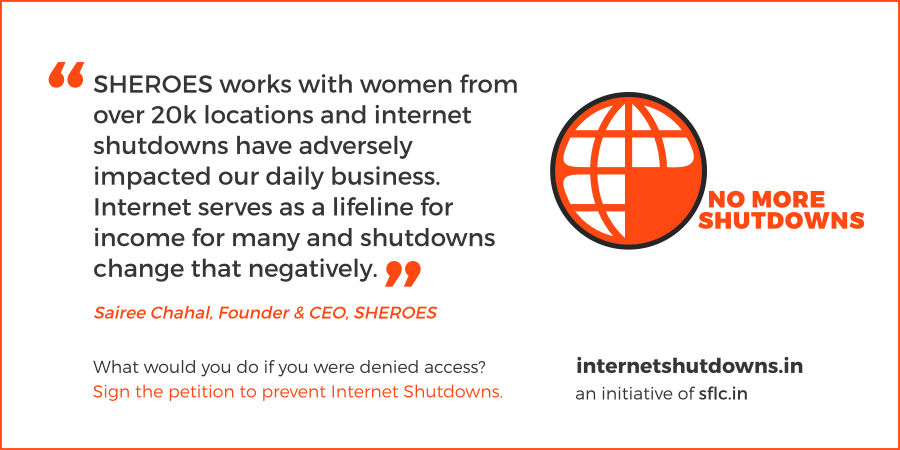 “ SHEROES works with women from
over 20k locations and internet
shutdowns have adversely
impacted our daily business.
Internet serves as a lifeline for
income for many and shutdowns
change that negatively. ”
Sairee Chahal, Founder & CEO, SHEROES
What would you do if you were denied access?
Sign the petition to prevent Internet Shutdowns.
NO MORE
SHUTDOWNS
internetshutdowns.in
an initiative of sflc.in